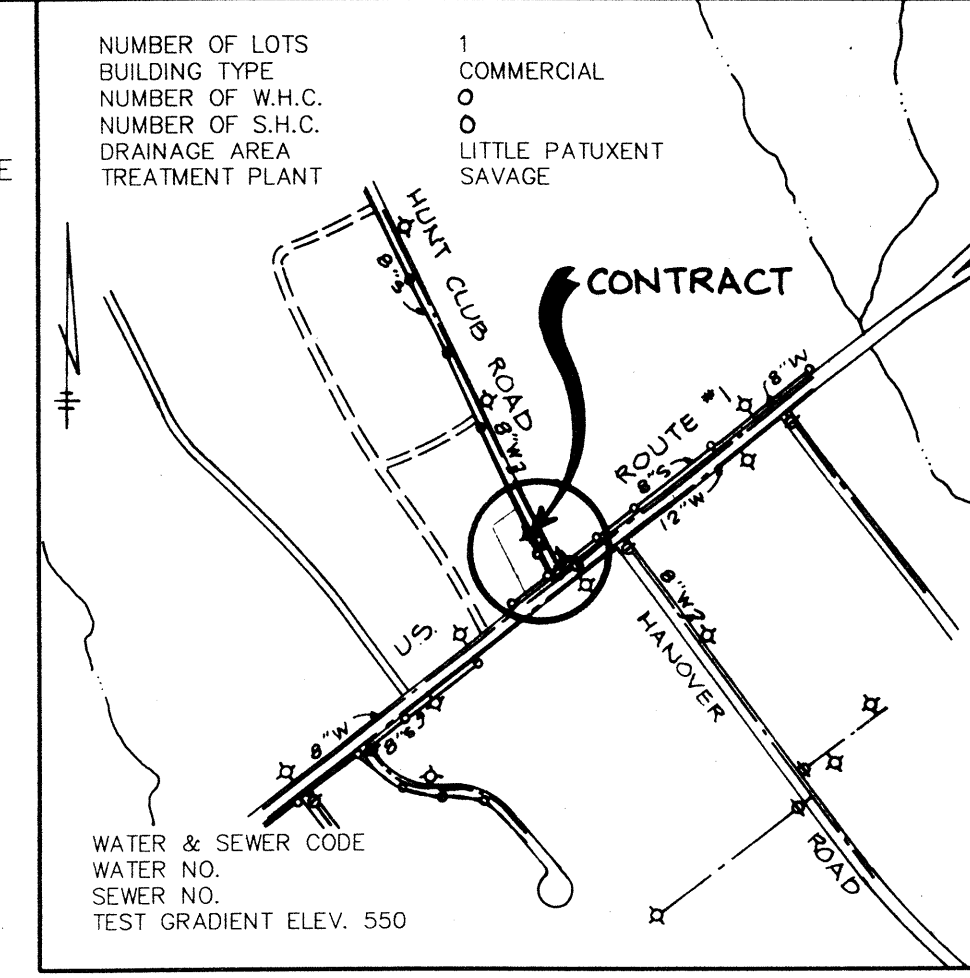 NUMBER OF LOTS 1
BUILDING TYPE COMMERCIAL
NUMBER OF W.H.C. 0
NUMBER OF S.H.C. 0
DRAINAGE AREA LITTLE PATUXENT
TREATMENT PLANT SAVAGE
E
HUNT CLUB ROAD
8"S
CONTRACT
8"W
8"W
ROUTE #1
8"S
12"W
U.S.
8"W
HANOVER
ROAD
8"W
8"S
WATER & SEWER CODE
WATER NO.
SEWER NO.
TEST GRADIENT ELEV. 550